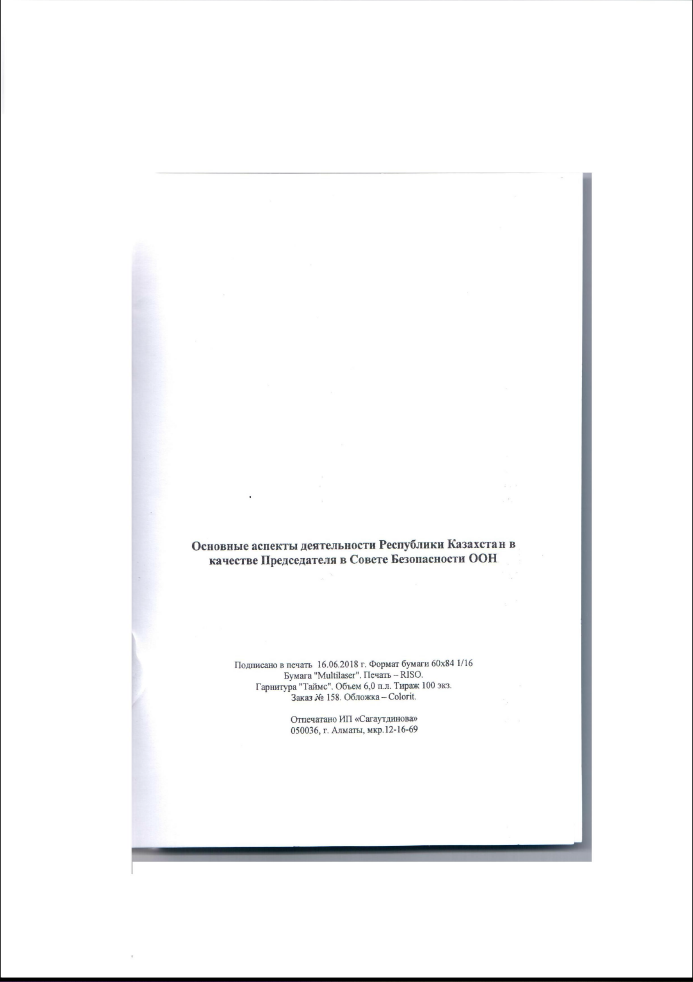 Основные аспекты деятельности Республики Казахстан в
качестве Председателя в Совете Безопасности ООН
Подписано в печать 16.06.2018 г. Формат бумаги 60х84 1/16
Бумага "Multilaser". Печать – RISO.
Гарнитура "Таймс". Объем 6,0 п.л. Тираж 100 экз.
Заказ № 158. Обложка – Colorit.
Отпечатано ИП «Сагаутдинова»
050036, г. Алматы, мкр.12-16-69